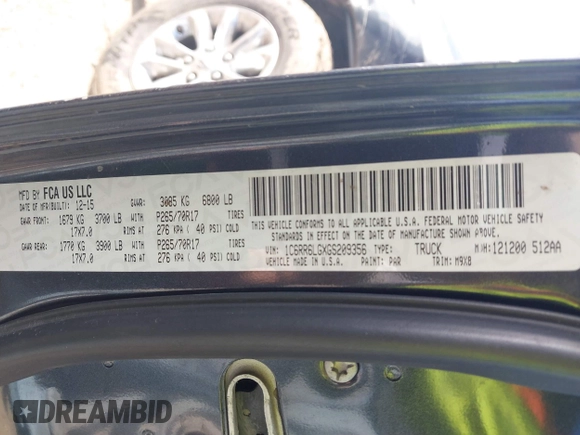 MFD BY FCA US LLC
DATE OF MFR(BUILT): 12-15 GVWR: 3085 KG 6800 LB
GAWR FRONT: 1679 KG 3700 LB WITH P265/70R17 TIRES
17X7.0 RIMS AT 276 KPA ( 40 PSI) COLD
GAWR REAR: 1770 KG 3900 LB WITH P265/70R17 TIRES
17X7.0 RIMS AT 276 KPA ( 40 PSI) COLD
THIS VEHICLE CONFORMS TO ALL APPLICABLE U.S.A. FEDERAL MOTOR VEHICLE SAFETY
STANDARDS IN EFFECT ON THE DATE OF MANUFACTURE SHOWN ABOVE.
VIN: 1C6RR6LGXGS209356 TYPE: TRUCK M/H:121200 512AA
VEHICLE MADE IN U.S.A. PAINT: PAR TRIM: M9X8
DREAMBID